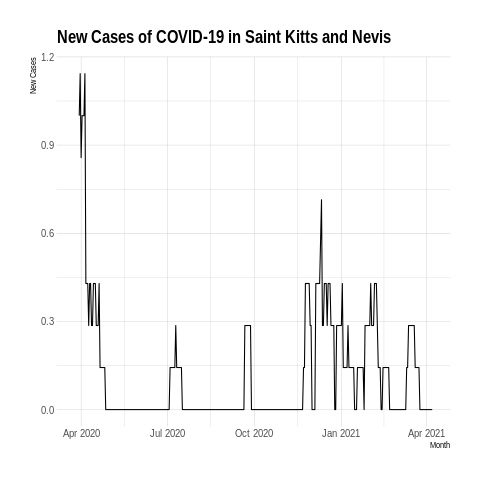 New Cases of COVID-19 in Saint Kitts and Nevis
New Cases
1.2
0.9
0.6
0.3
0.0
Apr 2020 Jul 2020 Oct 2020 Jan 2021 Apr 2021
Month